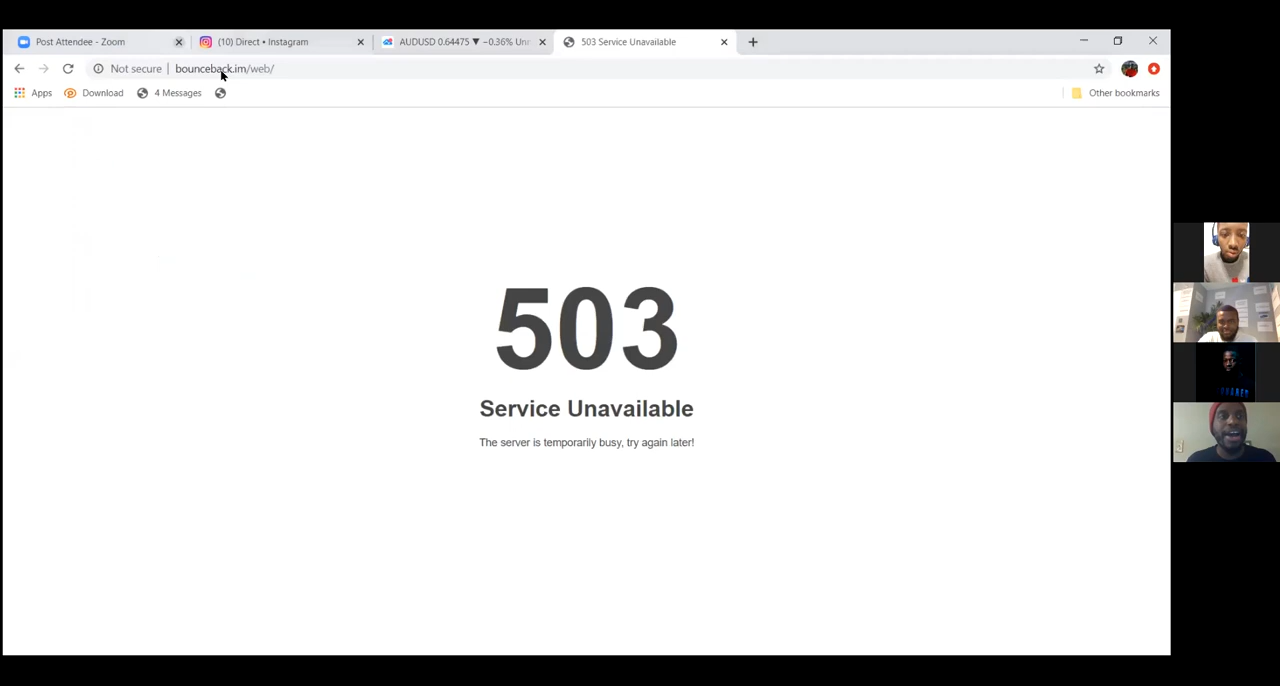 Post Attendee - Zoom
(10) Direct • Instagram
AUDUSD 0.64475 ▼ −0.36% Unn
503 Service Unavailable
Not secure | bounceback.im/web/
Apps
Download
4 Messages
Other bookmarks
503
Service Unavailable
The server is temporarily busy, try again later!